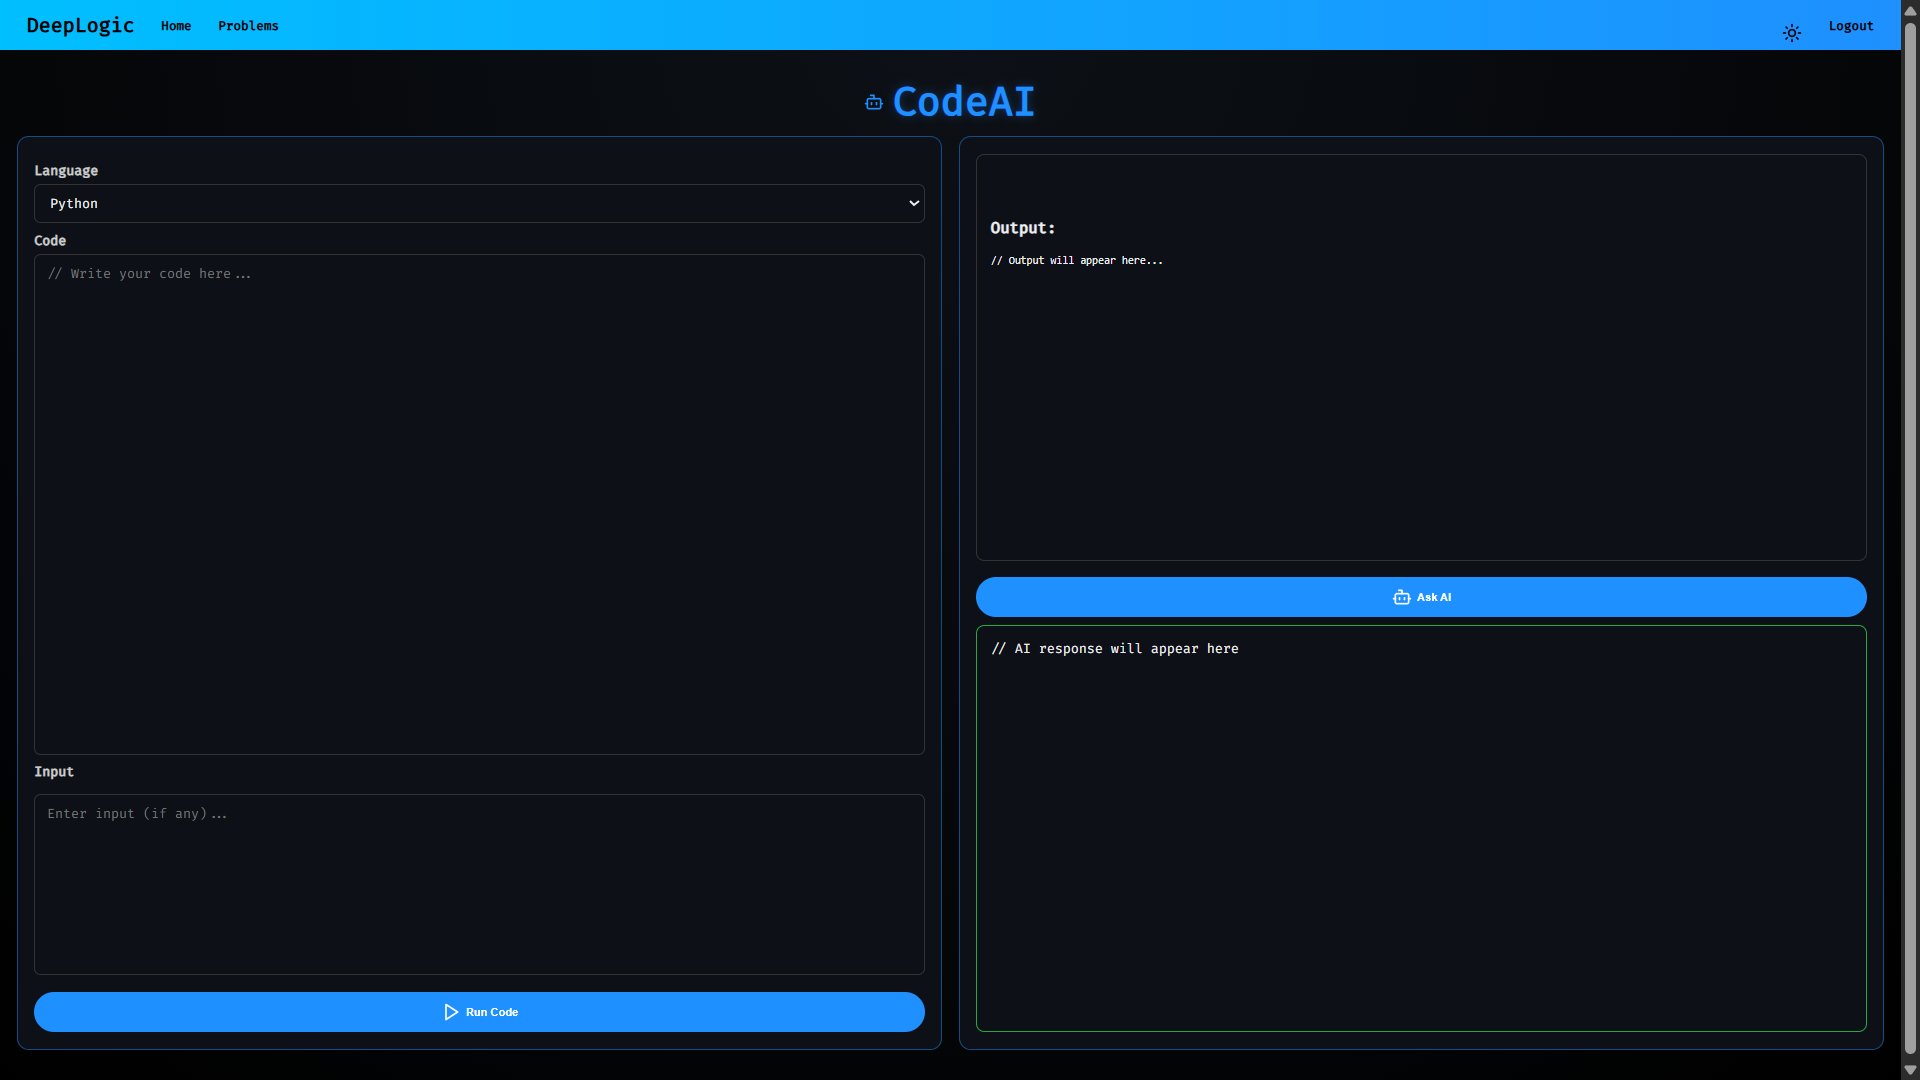 DeepLogic Home Problems Logout
CodeAI
Language
Python
Code
// Write your code here...
Input
Enter input (if any)...
Run Code
Output:
// Output will appear here...
Ask AI
// AI response will appear here